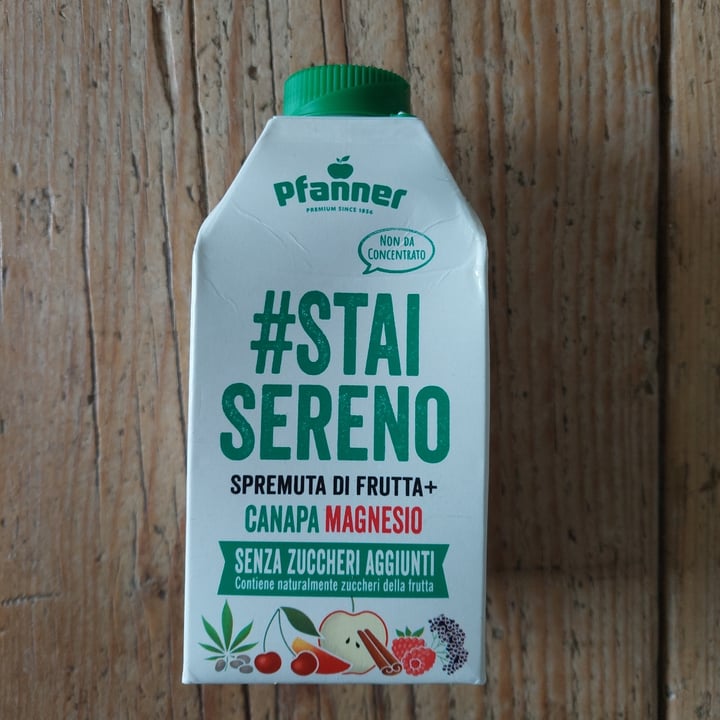 Pfanner
PREMIUM SINCE 1856
NON DA
CONCENTRATO
#STAI
SERENO
SPREMUTA DI FRUTTA+
CANAPA MAGNESIO
SENZA ZUCCHERI AGGIUNTI
Contiene naturalmente zuccheri della frutta